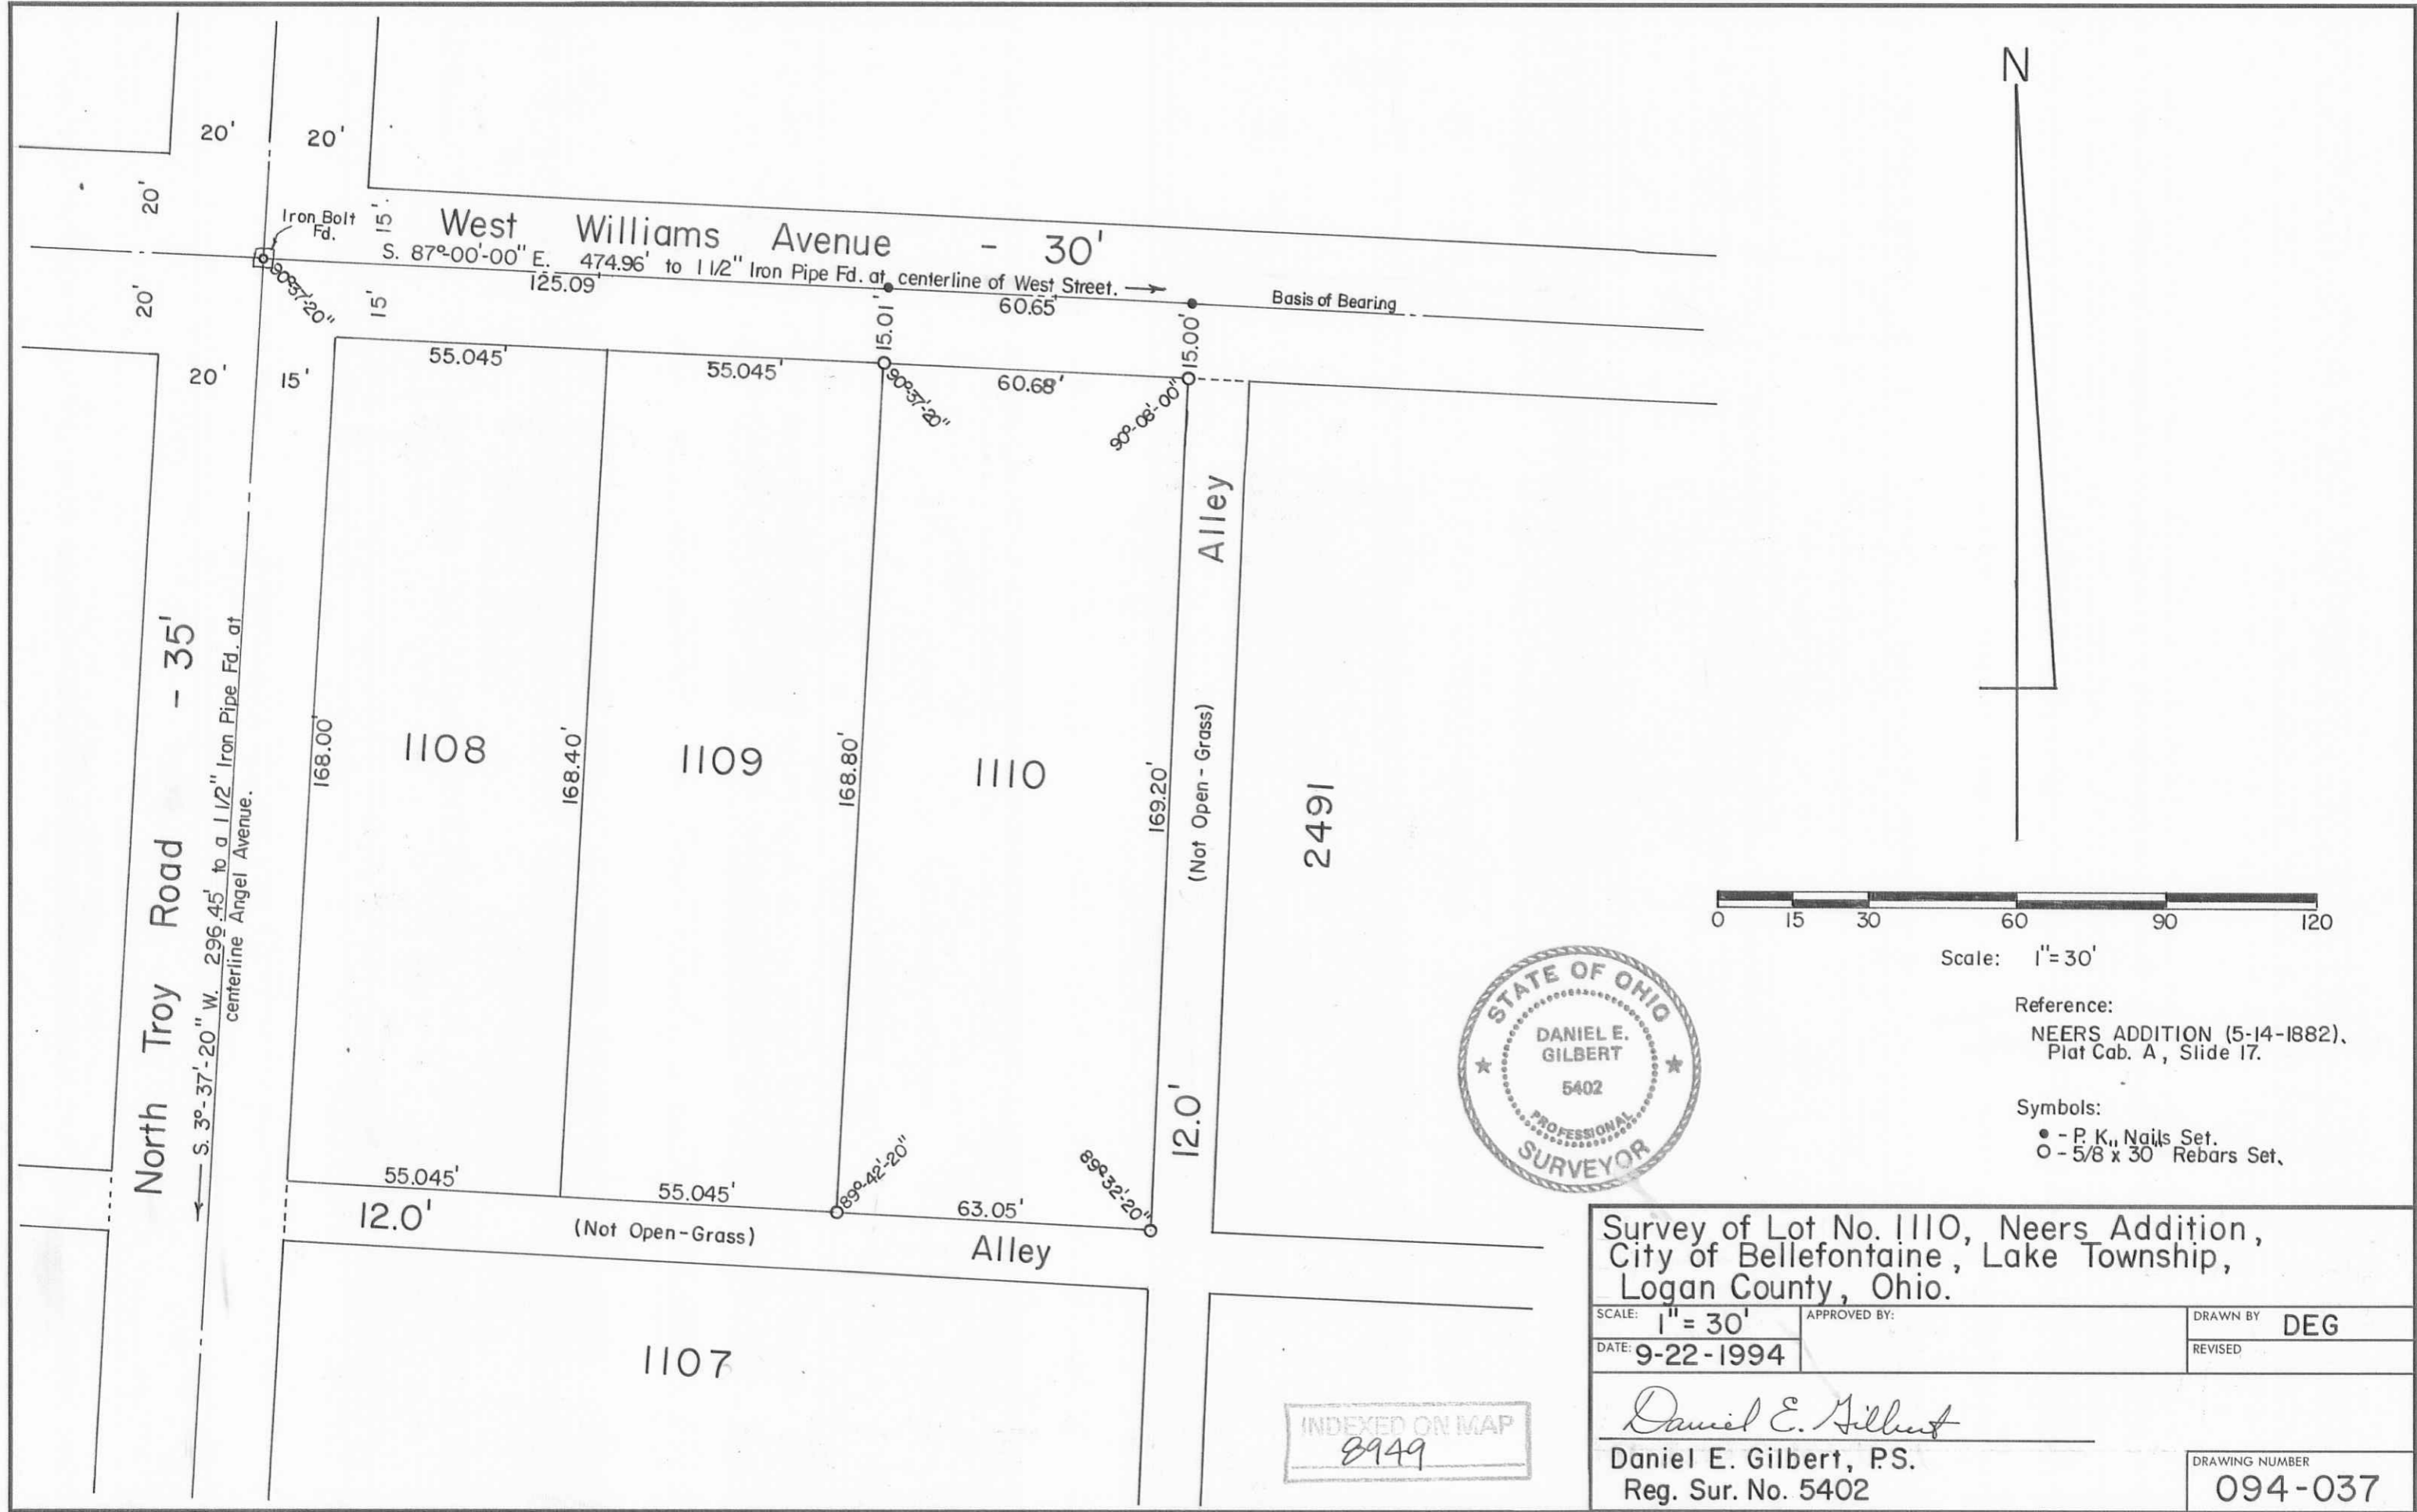 N
20'
20'
20'
Iron Bolt
Fd.
15'
West Williams Avenue - 30'
S. 87º-00'-00" E. 474.96' to 1 1/2" Iron Pipe Fd. at centerline of West Street.
125.09'
60.65'
Basis of Bearing
90º-37'-20"
20'
15'
20'
15'
15.01'
15.00'
55.045'
55.045'
60.68'
90º-37'-20"
90º-08'-00"
Alley
(Not Open-Grass)
12.0'
North Troy Road - 35'
S. 3º-37'-20" W. 296.45' to a 1 1/2" Iron Pipe Fd. at
centerline Angel Avenue.
168.00'
1108
168.40'
1109
168.80'
1110
169.20'
2491
55.045'
55.045'
89º-42'-20"
63.05'
89º-32'-20"
12.0'
(Not Open-Grass)
Alley
1107
0 15 30 60 90 120
Scale: 1"=30'
Reference:
NEERS ADDITION (5-14-1882).
Plat Cab. A, Slide 17.
Symbols:
● - P.K. Nails Set.
O - 5/8" x 30" Rebars Set.
STATE OF OHIO
DANIEL E.
GILBERT
5402
PROFESSIONAL
SURVEYOR
INDEXED ON MAP
8949
Survey of Lot No. 1110, Neers Addition,
City of Bellefontaine, Lake Township,
Logan County, Ohio.
SCALE: 1"=30'
APPROVED BY:
DRAWN BY DEG
DATE: 9-22-1994
REVISED
Daniel E. Gilbert
Daniel E. Gilbert, P.S.
Reg. Sur. No. 5402
DRAWING NUMBER
094-037